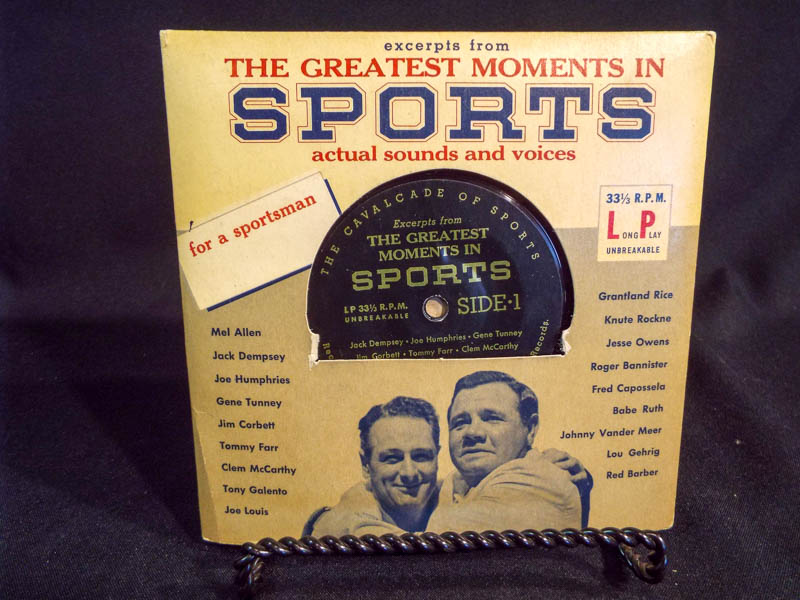 excerpts from
THE GREATEST MOMENTS IN
SPORTS
actual sounds and voices
for a sportsman
33⅓ R.P.M.
LONG PLAY
UNBREAKABLE
THE CAVALCADE OF SPORTS
Excerpts from
THE GREATEST
MOMENTS IN
SPORTS
LP 33⅓ R.P.M.
UNBREAKABLE
SIDE·1
Jack Dempsey · Joe Humphries · Gene Tunney
Jim Corbett · Tommy Farr · Clem McCarthy
Records.
Mel Allen
Jack Dempsey
Joe Humphries
Gene Tunney
Jim Corbett
Tommy Farr
Clem McCarthy
Tony Galento
Joe Louis
Grantland Rice
Knute Rockne
Jesse Owens
Roger Bannister
Fred Capossela
Babe Ruth
Johnny Vander Meer
Lou Gehrig
Red Barber